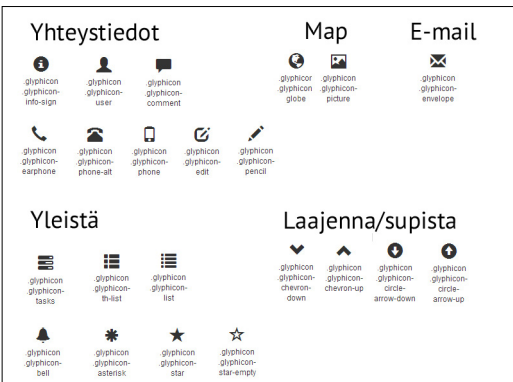 Yhteystiedot
.glyphicon
.glyphicon-
info-sign
.glyphicon
.glyphicon-
user
.glyphicon
.glyphicon-
comment
.glyphicon
.glyphicon-
earphone
.glyphicon
.glyphicon-
phone-alt
.glyphicon
.glyphicon-
phone
.glyphicon
.glyphicon-
edit
.glyphicon
.glyphicon-
pencil
Map
.glyphicor
.glyphicon
globe
.glyphicon
.glyphicon-
picture
E-mail
.glyphicon
.glyphicon-
envelope
Yleistä
.glyphicon
.glyphicon-
tasks
.glyphicon
.glyphicon-
th-list
.glyphicon
.glyphicon-
list
.glyphicon
.glyphicon-
bell
.glyphicon
.glyphicon-
asterisk
.glyphicon
.glyphicon-
star
.glyphicon
.glyphicon-
star-empty
Laajenna/supista
.glyphicon
.glyphicon-
chevron-
down
.glyphicon
.glyphicon-
chevron-up
.glyphicon
.glyphicon-
circle-
arrow-down
.glyphicon
.glyphicon-
circle-
arrow-up